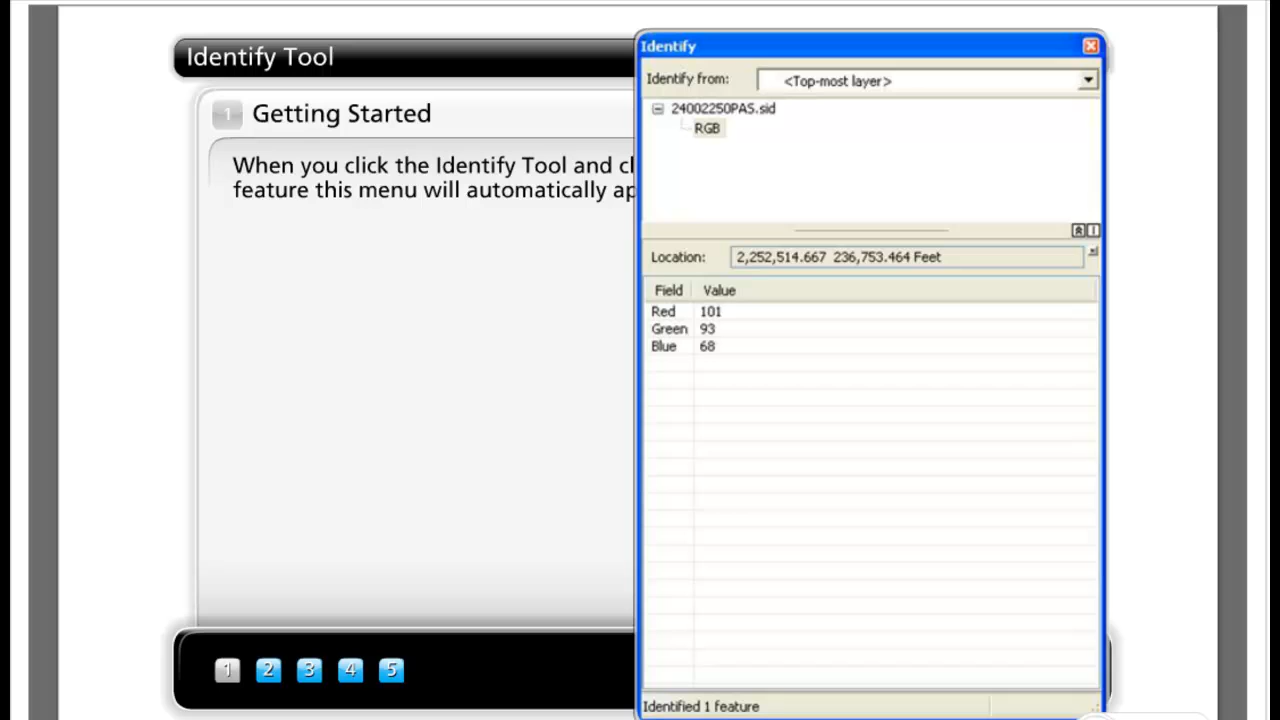 Identify Tool
1 Getting Started
When you click the Identify Tool and
feature this menu will automatically
1 2 3 4 5
Identify
Identify from: <Top-most layer>
24002250PAS.sid
RGB
Location: 2,252,514.667 236,753.464 Feet
Field Value
Red 101
Green 93
Blue 68
Identified 1 feature